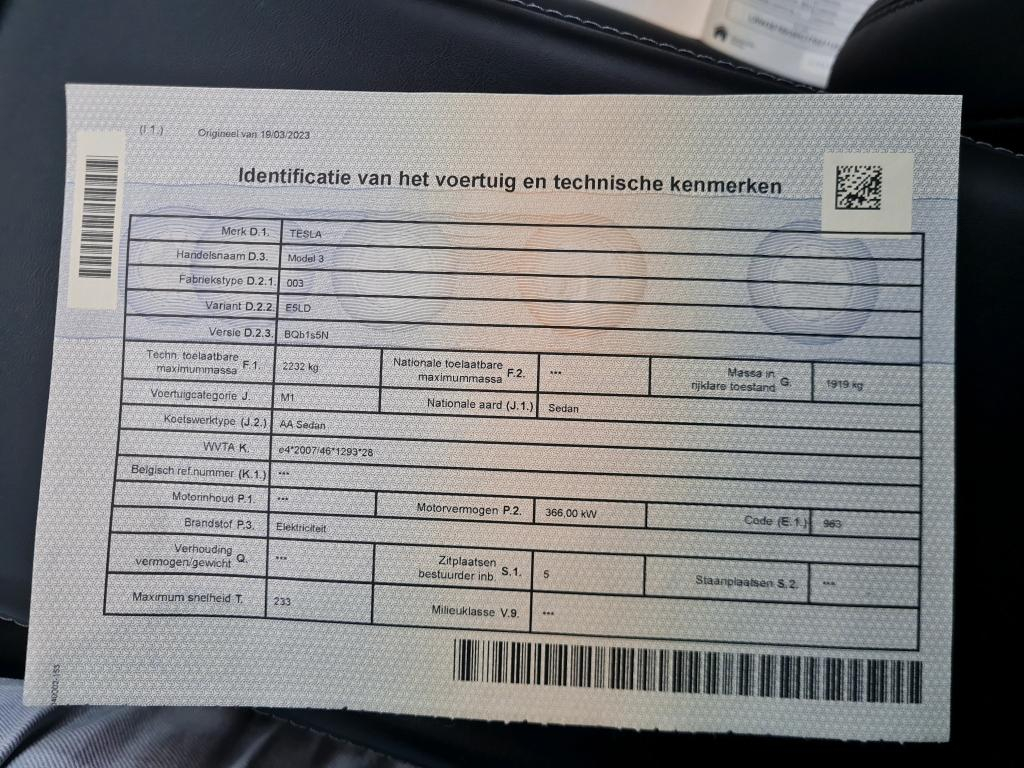 (I 1.) Origineel van 19/03/2023
Identificatie van het voertuig en technische kenmerken
Merk D.1. TESLA
Handelsnaam D.3. Model 3
Fabriekstype D.2.1. 003
Variant D.2.2. E5LD
Versie D.2.3. BQb1s5N
Techn. toelaatbare maximummassa F.1. 2232 kg Nationale toelaatbare maximummassa F.2. *** Massa in rijklare toestand G. 1919 kg
Voertuigcategorie J. M1 Nationale aard (J.1.) Sedan
Koetswerktype (J.2.) AA Sedan
WVTA K. e4*2007/46*1293*28
Belgisch ref.nummer (K.1.) ***
Motorinhoud P.1. *** Motorvermogen P.2. 366,00 kW Code (E.1.) 963
Brandstof P.3. Elektriciteit
Verhouding vermogen/gewicht Q. *** Zitplaatsen bestuurder inb. S.1. 5 Staanplaatsen S.2. ***
Maximum snelheid T. 233 Milieuklasse V.9. ***